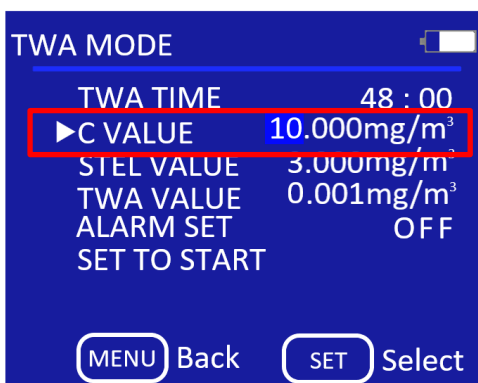 TWA MODE
TWA TIME 48 : 00
▶C VALUE 10.000mg/m³
STEL VALUE 3.000mg/m³
TWA VALUE 0.001mg/m³
ALARM SET OFF
SET TO START
MENU Back SET Select